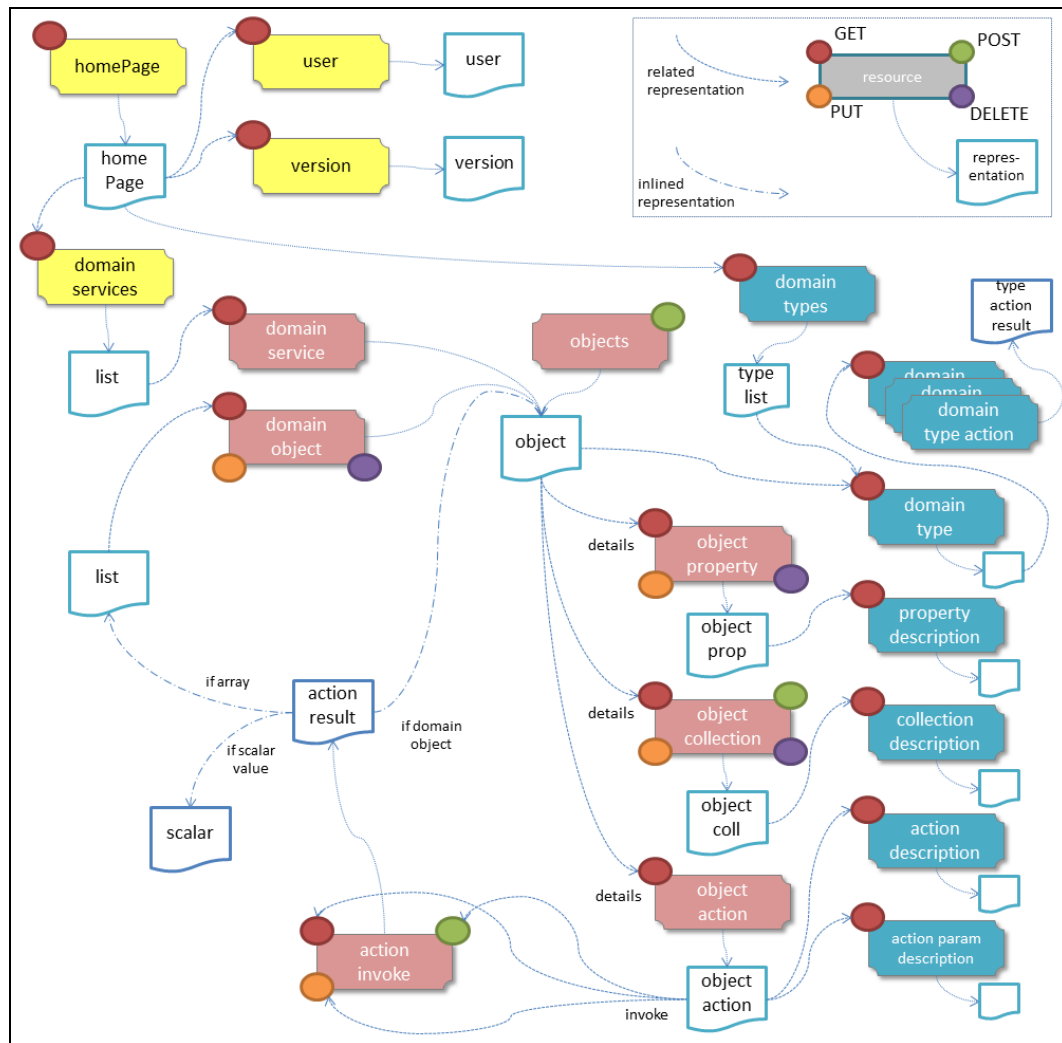 homePage
user
user
home
Page
version
version
GET
POST
resource
PUT
DELETE
related
representation
repres-
entation
inlined
representation
domain
services
domain
types
type
action
result
list
domain
service
objects
type
list
domain
domain
domain
type action
domain
object
object
domain
type
list
details
object
property
object
prop
property
description
if array
action
result
if domain
object
details
object
collection
collection
description
if scalar
value
scalar
object
coll
action
description
details
object
action
action
invoke
action param
description
invoke
object
action